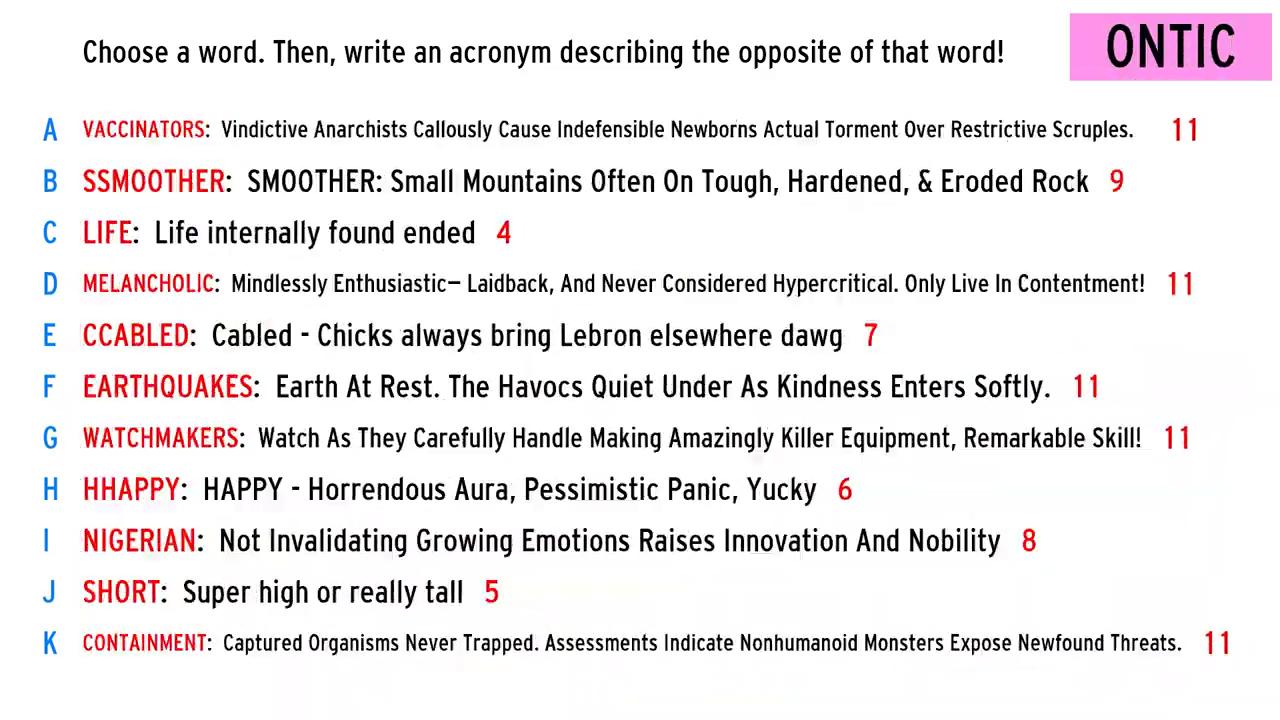 Choose a word. Then, write an acronym describing the opposite of that word!
ONTIC
A VACCINATORS: Vindictive Anarchists Callously Cause Indefensible Newborns Actual Torment Over Restrictive Scruples. 11
B SSMOOTHER: SMOOTHER: Small Mountains Often On Tough, Hardened, & Eroded Rock 9
C LIFE: Life internally found ended 4
D MELANCHOLIC: Mindlessly Enthusiastic— Laidback, And Never Considered Hypercritical. Only Live In Contentment! 11
E CCABLED: Cabled - Chicks always bring Lebron elsewhere dawg 7
F EARTHQUAKES: Earth At Rest. The Havocs Quiet Under As Kindness Enters Softly. 11
G WATCHMAKERS: Watch As They Carefully Handle Making Amazingly Killer Equipment, Remarkable Skill! 11
H HHAPPY: HAPPY - Horrendous Aura, Pessimistic Panic, Yucky 6
I NIGERIAN: Not Invalidating Growing Emotions Raises Innovation And Nobility 8
J SHORT: Super high or really tall 5
K CONTAINMENT: Captured Organisms Never Trapped. Assessments Indicate Nonhumanoid Monsters Expose Newfound Threats. 11